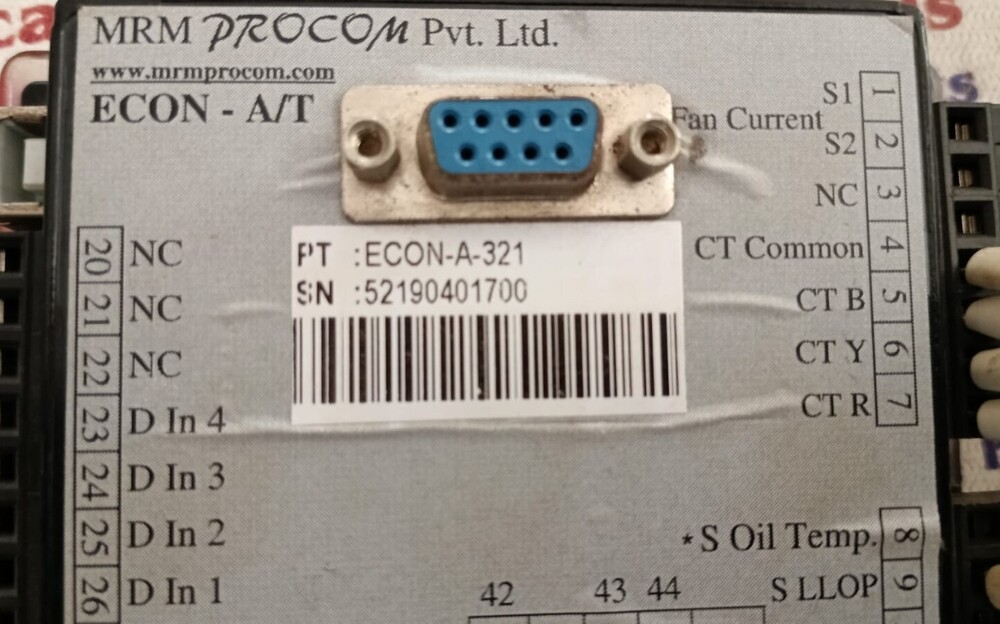 MRM PROCOM Pvt. Ltd.
www.mrmprocom.com
ECON - A/T
S1 1
Fan Current
S2 2
NC 3
CT Common 4
CT B 5
CT Y 6
CT R 7
20 NC
21 NC
22 NC
23 D In 4
24 D In 3
25 D In 2
26 D In 1
PT :ECON-A-321
SN :52190401700
*S Oil Temp. 8
S LLOP 9
42 43 44